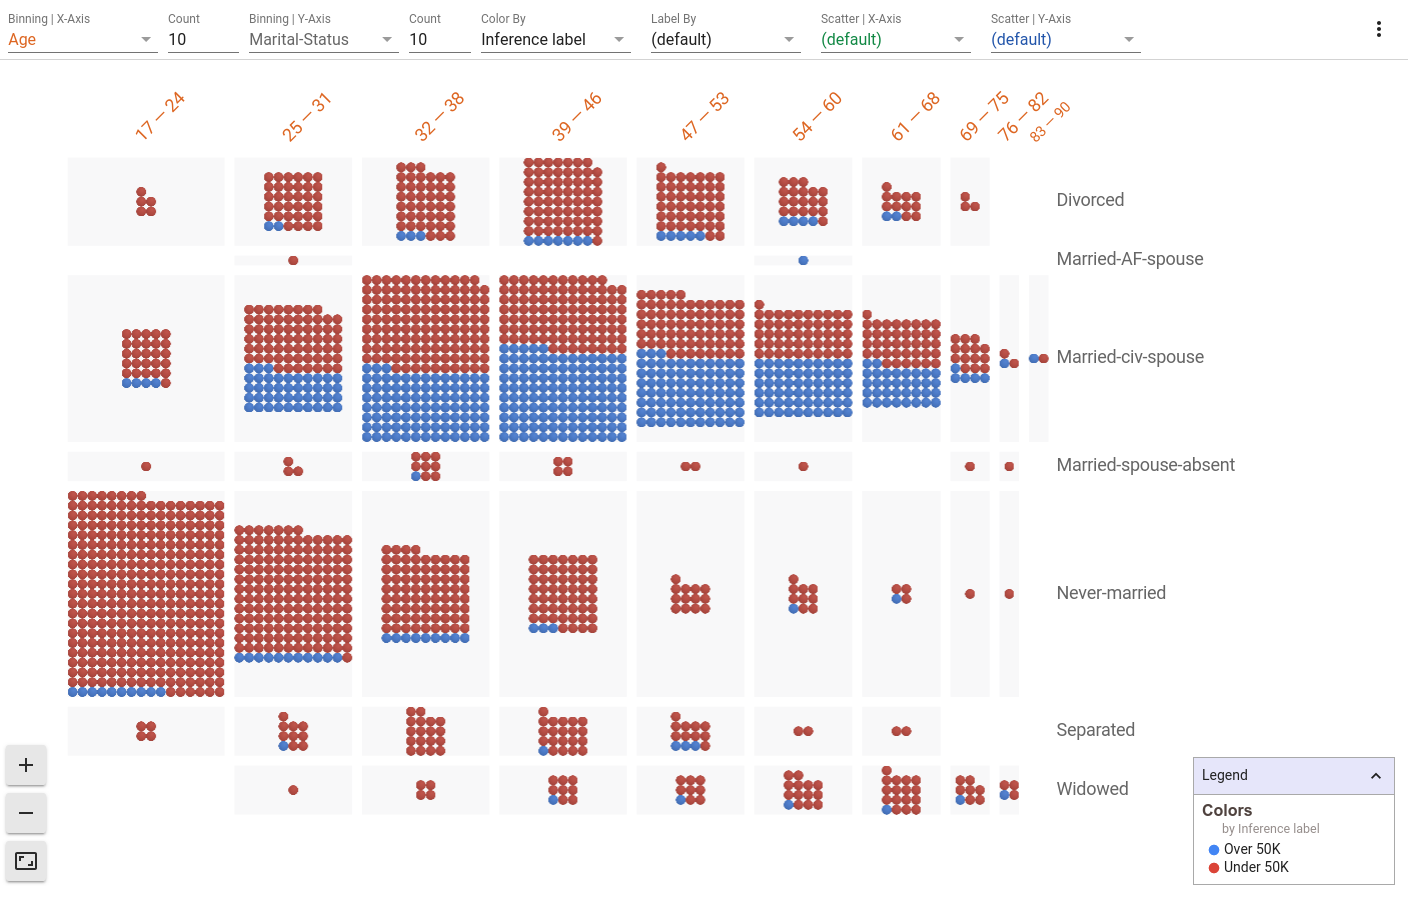 Binning | X-Axis Count Binning | Y-Axis Count Color By Label By Scatter | X-Axis Scatter | Y-Axis
Age 10 Marital-Status 10 Inference label (default) (default) (default)
17 — 24 25 — 31 32 — 38 39 — 46 47 — 53 54 — 60 61 — 68 69 — 75 76 — 82 83 — 90
Divorced
Married-AF-spouse
Married-civ-spouse
Married-spouse-absent
Never-married
Separated
Widowed
Legend
Colors
by Inference label
Over 50K
Under 50K